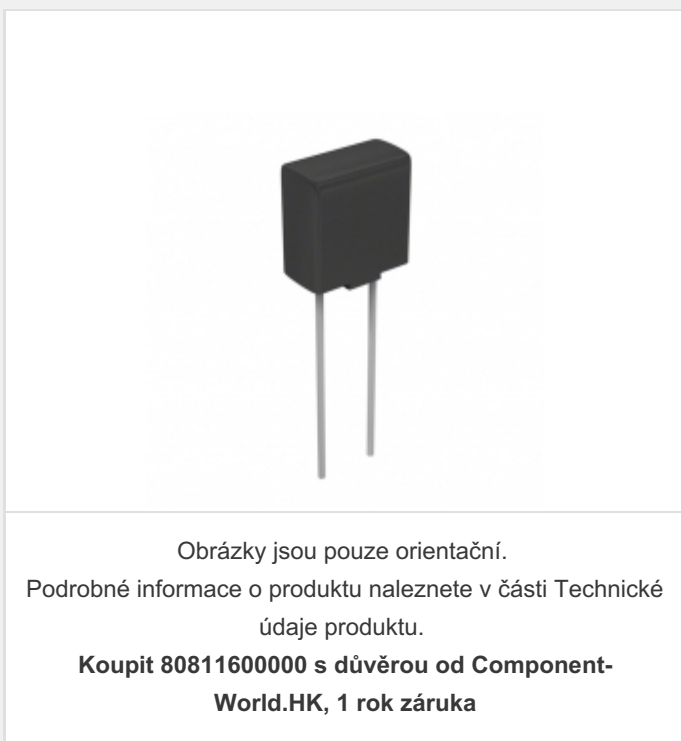 Obrázky jsou pouze orientační.
Podrobné informace o produktu naleznete v části Technické
údaje produktu.
Koupit 80811600000 s důvěrou od Component-
World.HK, 1 rok záruka